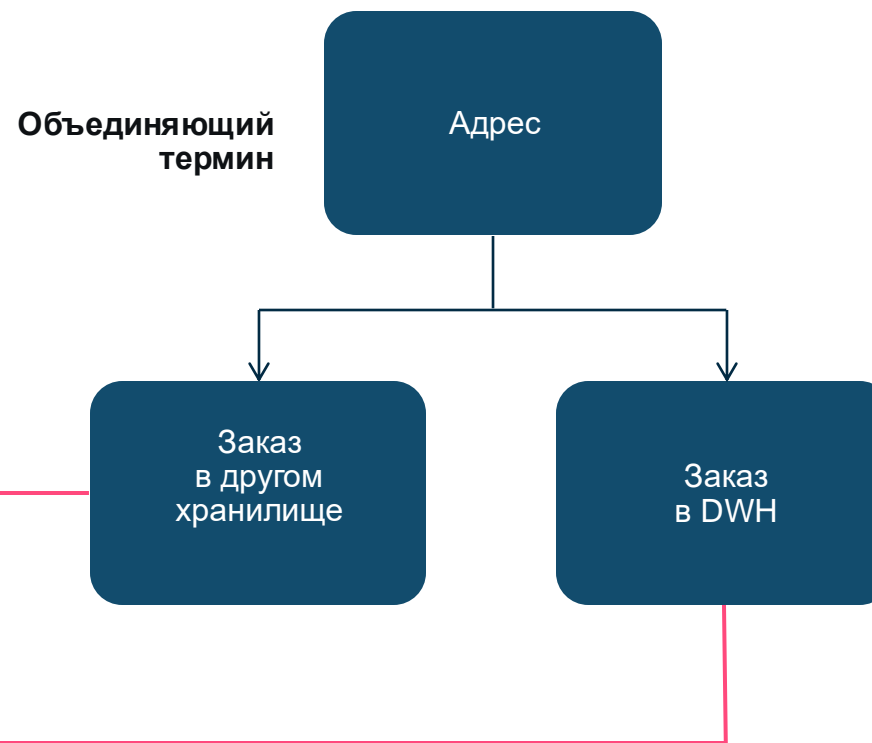 Объединяющий
термин
Адрес
Заказ
в другом
хранилище
Заказ
в DWH